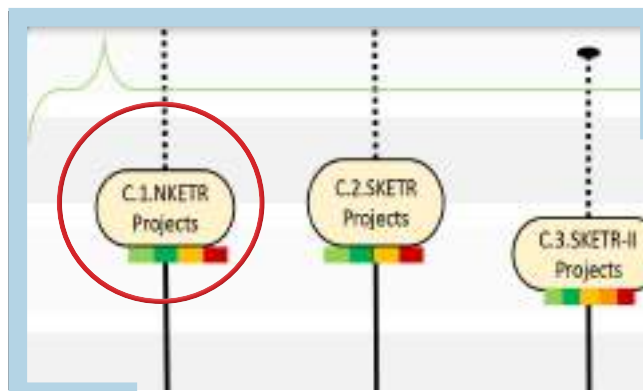 C.1.NKETR
Projects
C.2.SKETR
Projects
C.3.SKETR-II
Projects